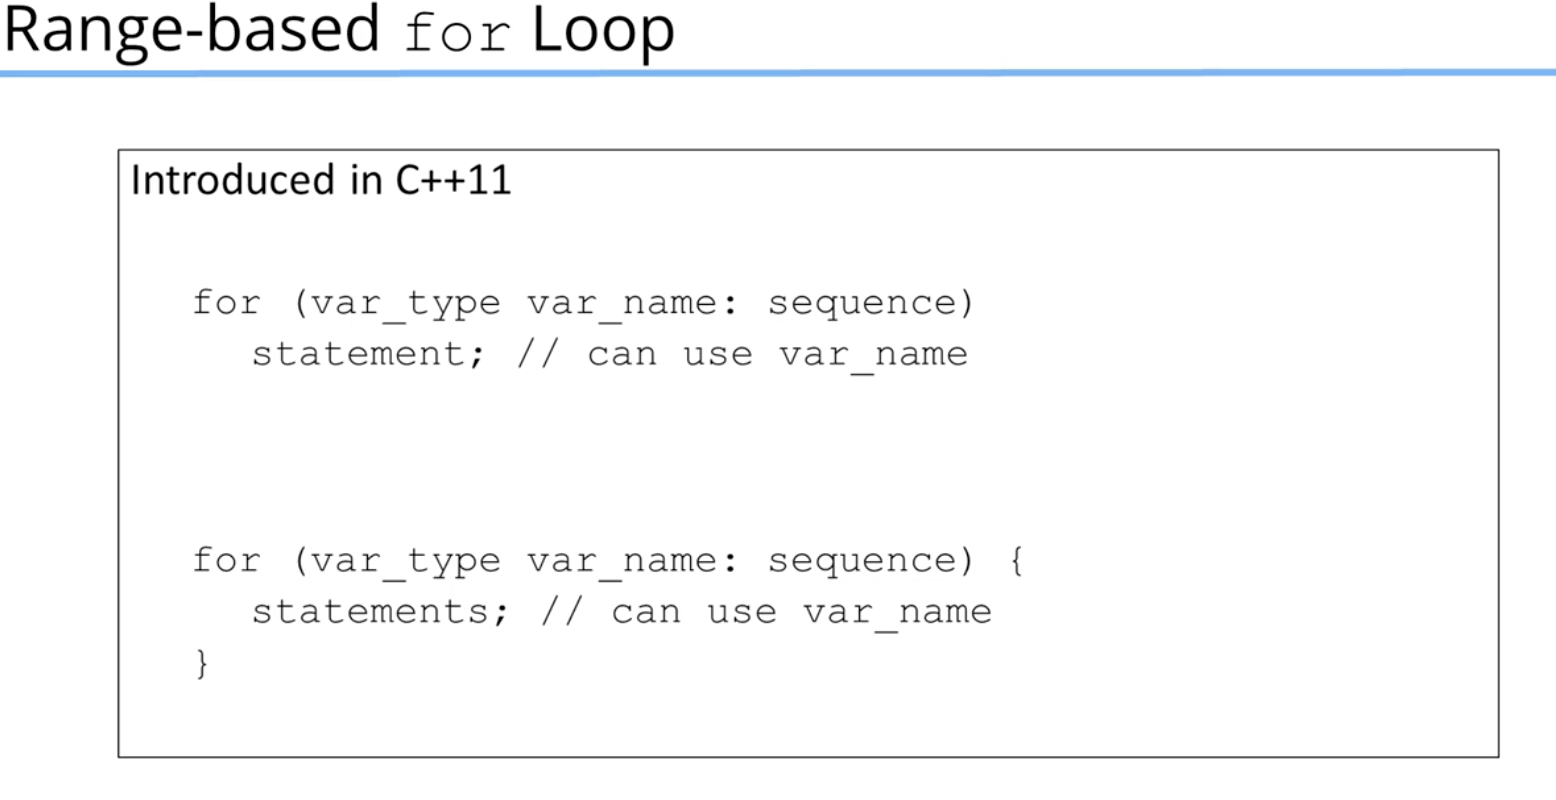 Range-based for Loop
Introduced in C++11
for (var_type var_name: sequence)
statement; // can use var_name
for (var_type var_name: sequence) {
statements; // can use var_name
}